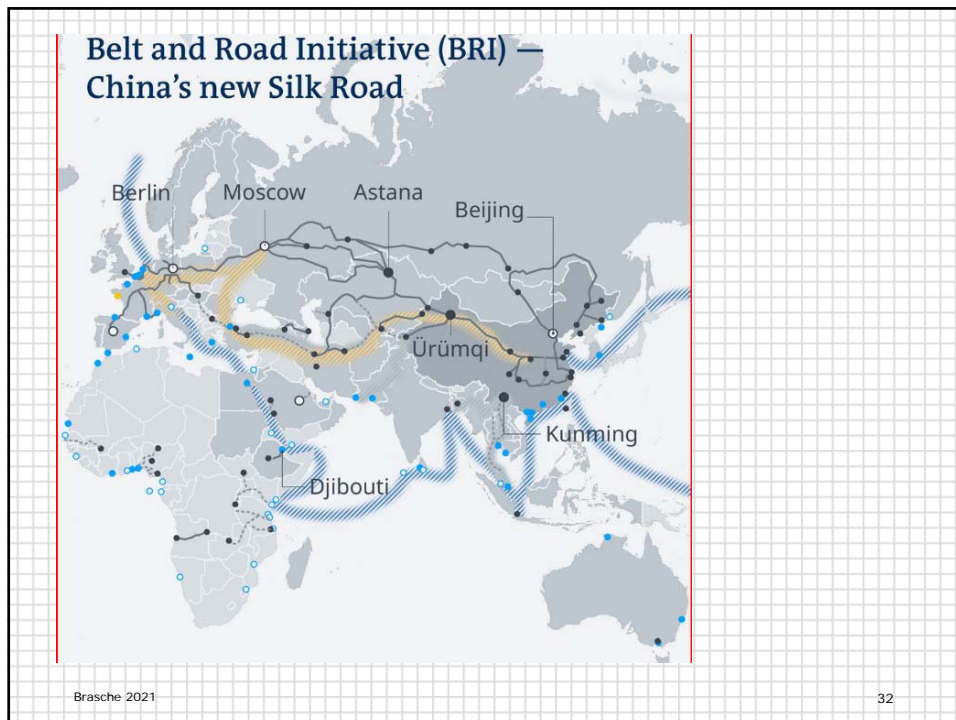 Belt and Road Initiative (BRI) —
China's new Silk Road
Berlin
Moscow
Astana
Beijing
Ürümqi
Kunming
Djibouti
Brasche 2021
32